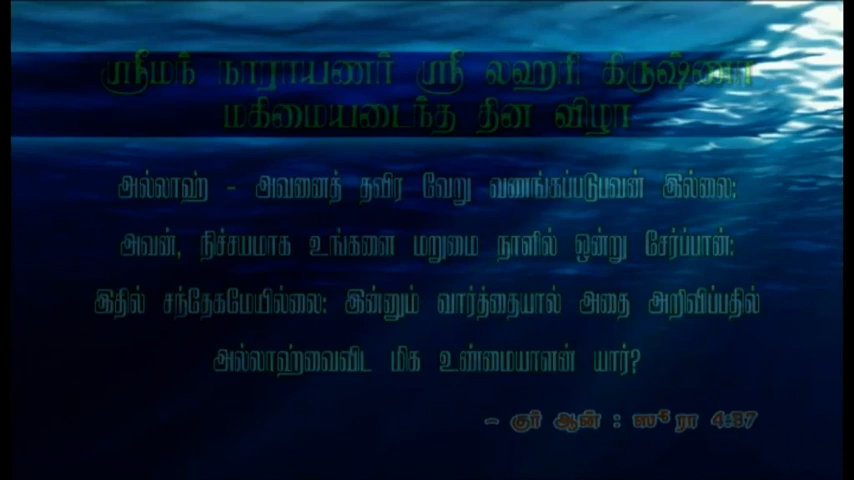 ஸ்ரீமந் நாராயணர் ஸ்ரீ லஹரி கிருஷ்ணா
மகிமையடைந்த தின விழா
அல்லாஹ் - அவனைத் தவிர வேறு வணங்கப்படுபவன் இல்லை;
அவன், நிச்சயமாக உங்களை மறுமை நாளில் ஒன்று சேர்ப்பான்;
இதில் சந்தேகமேயில்லை: இன்னும் வார்த்தையால் அதை அறிவிப்பதில்
அல்லாஹ்வைவிட மிக உண்மையாளன் யார்?
- குர் ஆன் : ஸூ ரா 4:87